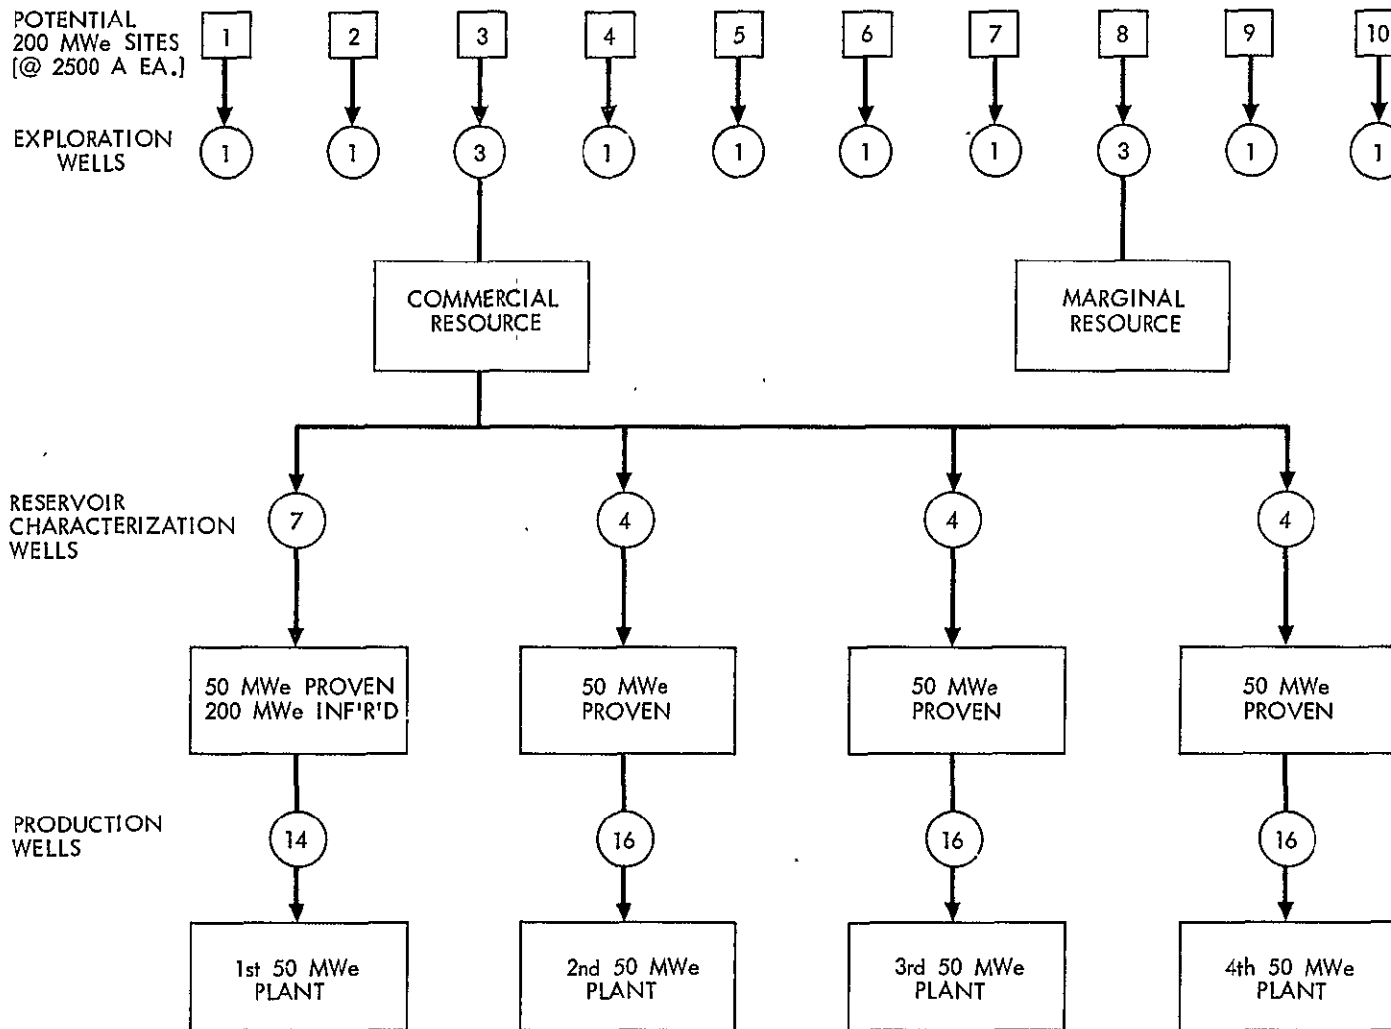 POTENTIAL
200 MWe SITES
[@ 2500 A EA.]
1
2
3
4
5
6
7
8
9
10
EXPLORATION
WELLS
1
1
3
1
1
1
1
3
1
1
COMMERCIAL
RESOURCE
MARGINAL
RESOURCE
RESERVOIR
CHARACTERIZATION
WELLS
7
4
4
4
50 MWe PROVEN
200 MWe INF'R'D
50 MWe
PROVEN
50 MWe
PROVEN
50 MWe
PROVEN
PRODUCTION
WELLS
14
16
16
16
1st 50 MWe
PLANT
2nd 50 MWe
PLANT
3rd 50 MWe
PLANT
4th 50 MWe
PLANT